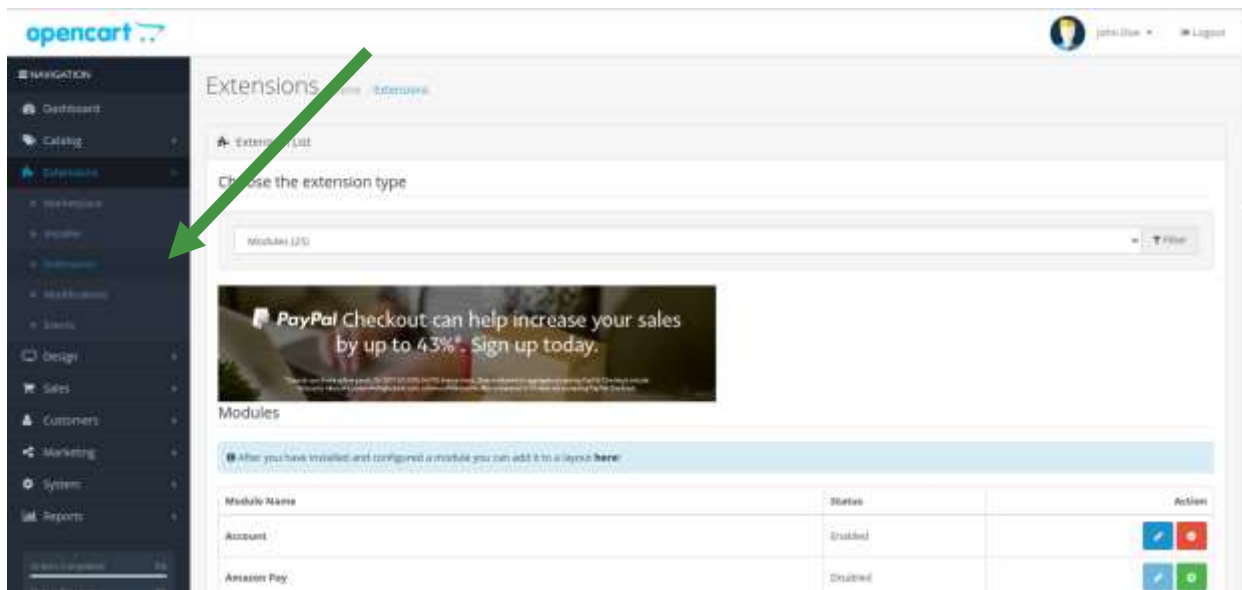 opencart
John Doe
Logout
NAVIGATION
Dashboard
Catalog
Extensions
Marketplace
Installer
Extensions
Modifications
Events
Design
Sales
Customers
Marketing
System
Reports
Extensions
Extensions
Extension List
Choose the extension type
Modules (25)
Filter
PayPal Checkout can help increase your sales
by up to 43%*. Sign up today.
Modules
After you have installed and configured a module you can add it to a layout here!
Module Name Status Action
Account Enabled
Amazon Pay Disabled